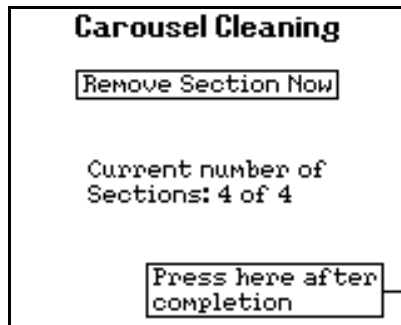 Carousel Cleaning
Remove Section Now
Current number of
Sections: 4 of 4
Press here after
completion